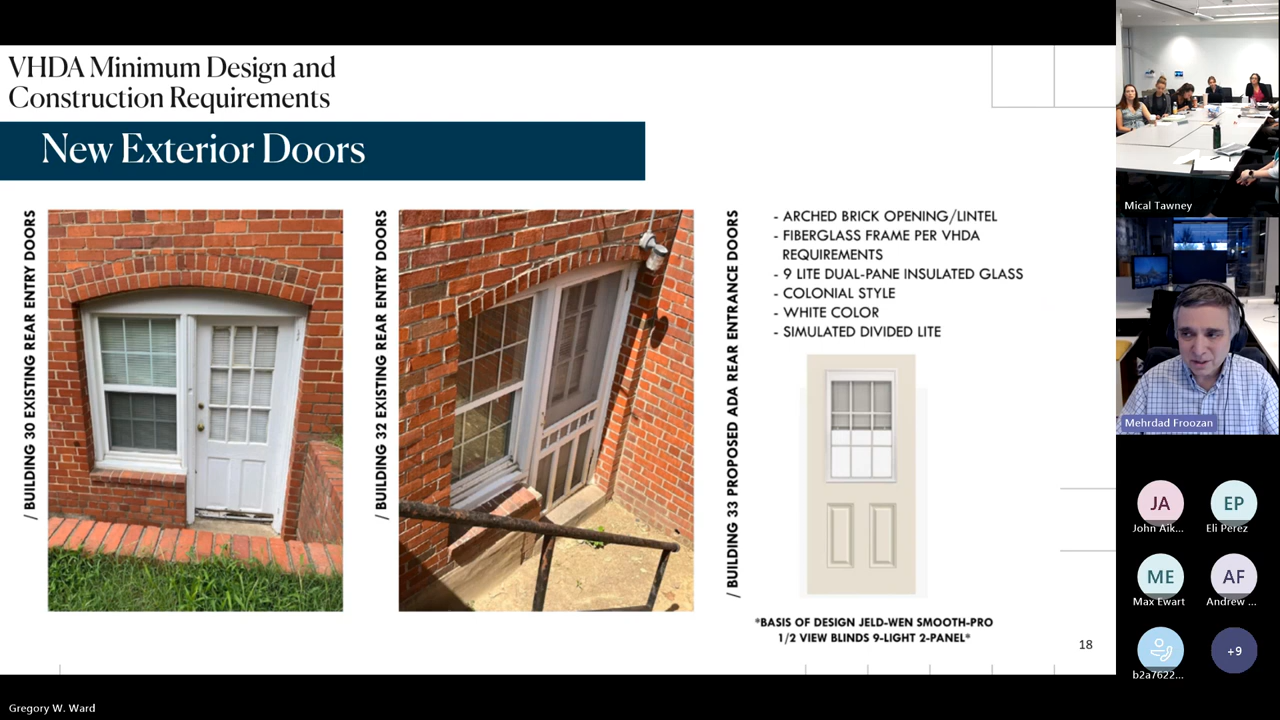 VHDA Minimum Design and
Construction Requirements
New Exterior Doors
/ BUILDING 30 EXISTING REAR ENTRY DOORS
/ BUILDING 32 EXISTING REAR ENTRY DOORS
/ BUILDING 33 PROPOSED ADA REAR ENTRANCE DOORS
- ARCHED BRICK OPENING/LINTEL
- FIBERGLASS FRAME PER VHDA
REQUIREMENTS
- 9 LITE DUAL-PANE INSULATED GLASS
- COLONIAL STYLE
- WHITE COLOR
- SIMULATED DIVIDED LITE
*BASIS OF DESIGN JELD-WEN SMOOTH-PRO
1/2 VIEW BLINDS 9-LIGHT 2-PANEL*
18
Mical Tawney
Mehrdad Froozan
JA
John Aik...
EP
Eli Perez
ME
Max Ewart
AF
Andrew ...
b2a7622...
+9
Gregory W. Ward